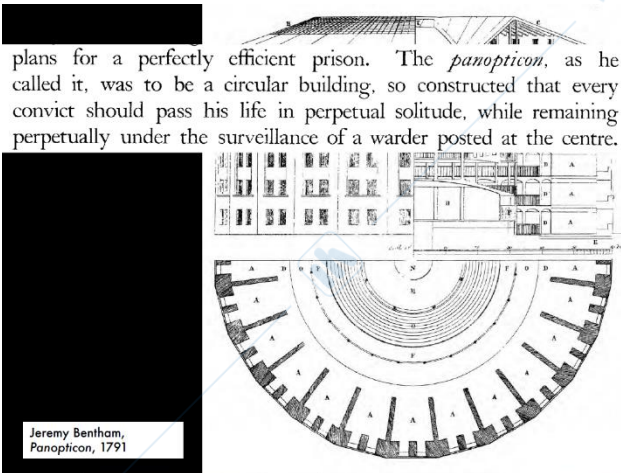 plans for a perfectly efficient prison. The panopticon, as he
called it, was to be a circular building, so constructed that every
convict should pass his life in perpetual solitude, while remaining
perpetually under the surveillance of a warder posted at the centre.
Jeremy Bentham,
Panopticon, 1791